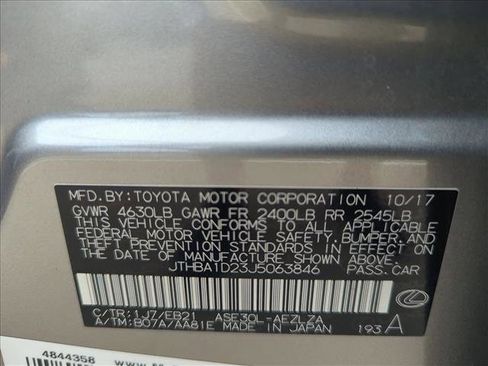 MFD.BY:TOYOTA MOTOR CORPORATION 10/17
GVWR 4630LB GAWR FR 2400LB RR 2545LB
THIS VEHICLE CONFORMS TO ALL APPLICABLE
FEDERAL MOTOR VEHICLE SAFETY,BUMPER,AND
THEFT PREVENTION STANDARDS IN EFFECT ON
THE DATE OF MANUFACTURE SHOWN ABOVE.
JTHBA1D23J5063846 PASS.CAR
C/TR:1J7/EB21 ASE30L-AEZLZA
A/TM:B07A/AA81E MADE IN JAPAN 193 A
4844358